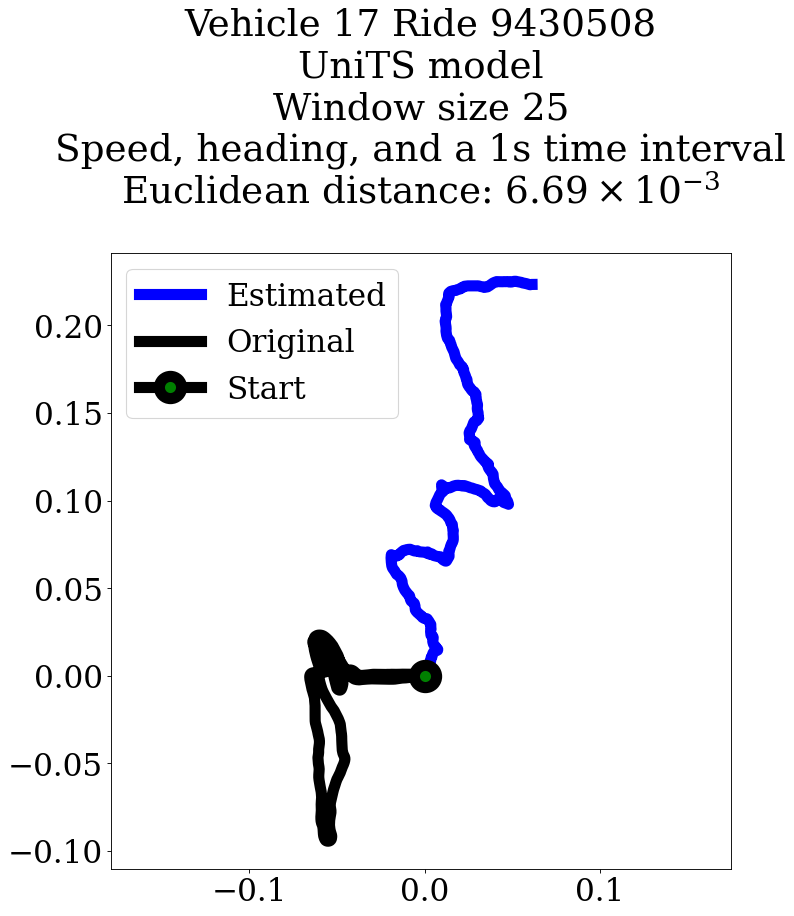 Vehicle 17 Ride 9430508
UniTS model
Window size 25
Speed, heading, and a 1s time interval
Euclidean distance: 6.69 × 10⁻³
Estimated
Original
Start
0.20
0.15
0.10
0.05
0.00
−0.05
−0.10
−0.1
0.0
0.1